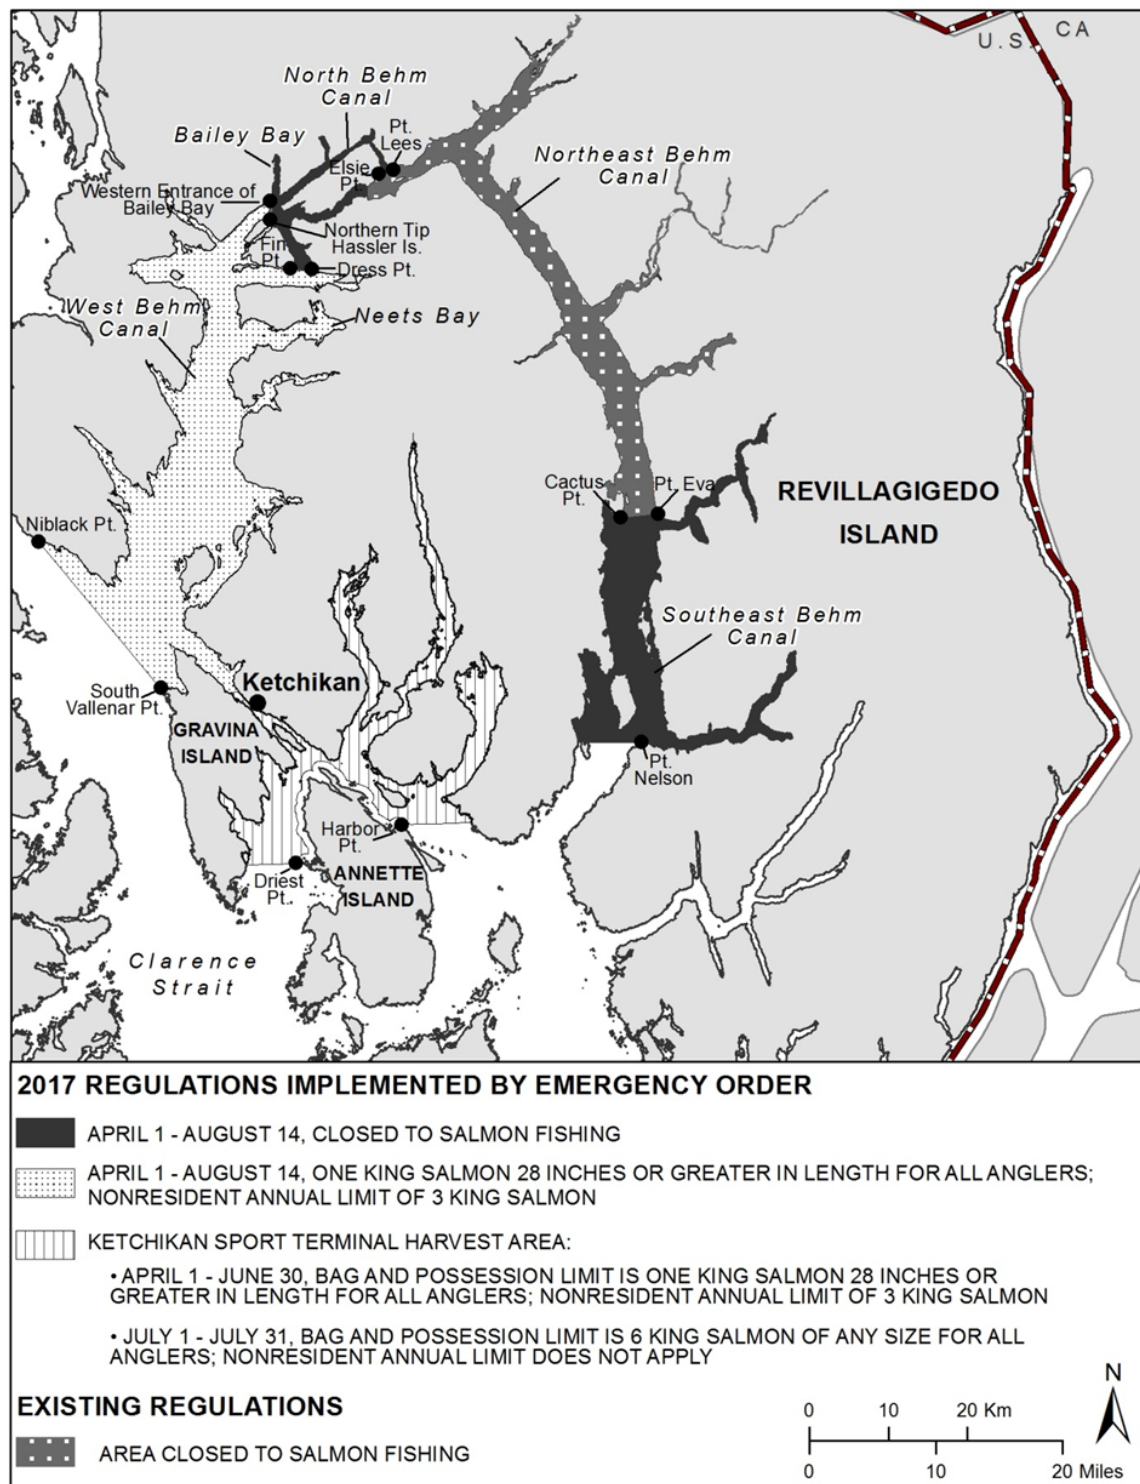 U.S.
CA
North Behm
Canal
Bailey Bay
Pt.
Lees
Elsie
Pt.
Northeast Behm
Canal
Western Entrance of
Bailey Bay
Northern Tip
Hassler Is.
Fin
Pt.
Dress Pt.
West Behm
Canal
Neets Bay
Cactus
Pt.
Pt. Eva
REVILLAGIGEDO
ISLAND
Niblack Pt.
Southeast Behm
Canal
South
Vallenar Pt.
Ketchikan
GRAVINA
ISLAND
Pt.
Nelson
Harbor
Pt.
Driest
Pt.
ANNETTE
ISLAND
Clarence
Strait
2017 REGULATIONS IMPLEMENTED BY EMERGENCY ORDER
APRIL 1 - AUGUST 14, CLOSED TO SALMON FISHING
APRIL 1 - AUGUST 14, ONE KING SALMON 28 INCHES OR GREATER IN LENGTH FOR ALL ANGLERS;
NONRESIDENT ANNUAL LIMIT OF 3 KING SALMON
KETCHIKAN SPORT TERMINAL HARVEST AREA:
• APRIL 1 - JUNE 30, BAG AND POSSESSION LIMIT IS ONE KING SALMON 28 INCHES OR
GREATER IN LENGTH FOR ALL ANGLERS; NONRESIDENT ANNUAL LIMIT OF 3 KING SALMON
• JULY 1 - JULY 31, BAG AND POSSESSION LIMIT IS 6 KING SALMON OF ANY SIZE FOR ALL
ANGLERS; NONRESIDENT ANNUAL LIMIT DOES NOT APPLY
EXISTING REGULATIONS
AREA CLOSED TO SALMON FISHING
N
0 10 20 Km
0 10 20 Miles